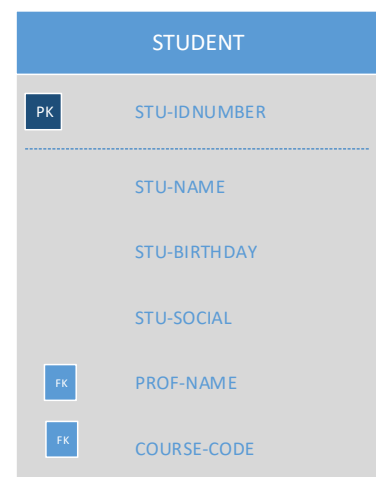 STUDENT
PK STU-IDNUMBER
STU-NAME
STU-BIRTHDAY
STU-SOCIAL
FK PROF-NAME
FK COURSE-CODE